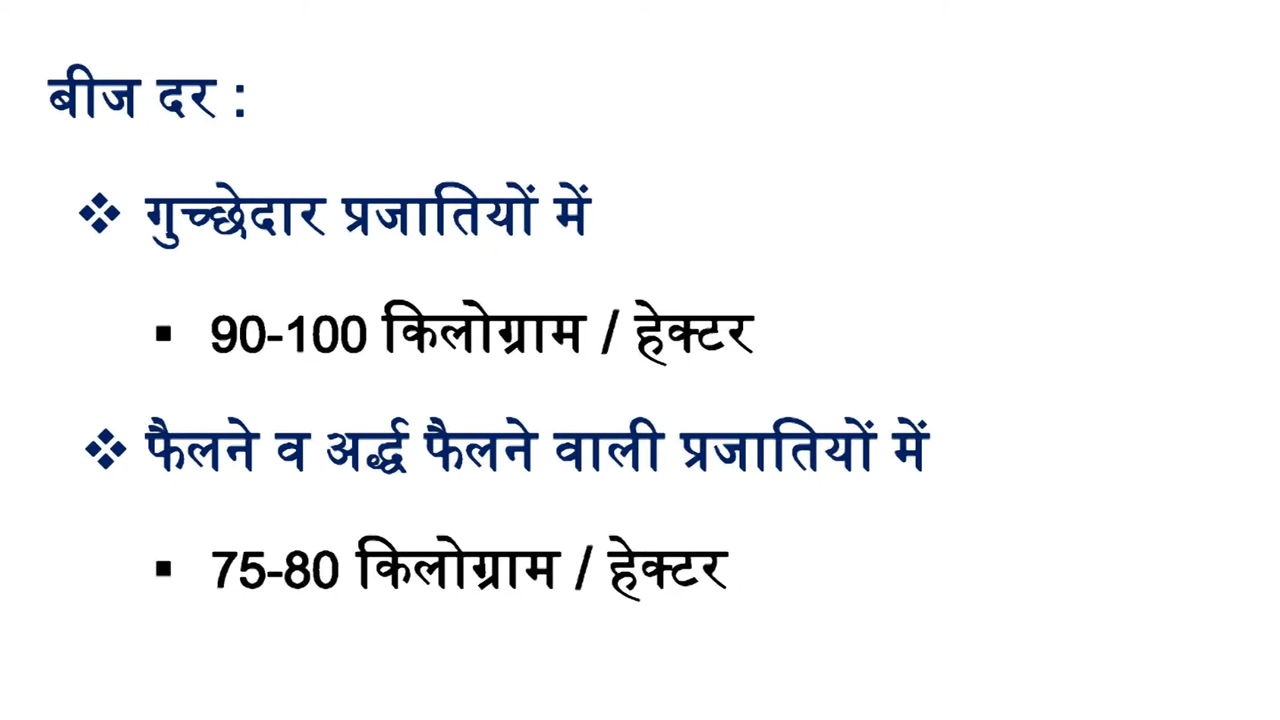 बीज दर :
❖ गुच्छेदार प्रजातियों में
▪ 90-100 किलोग्राम / हेक्टर
❖ फैलने व अर्द्ध फैलने वाली प्रजातियों में
▪ 75-80 किलोग्राम / हेक्टर